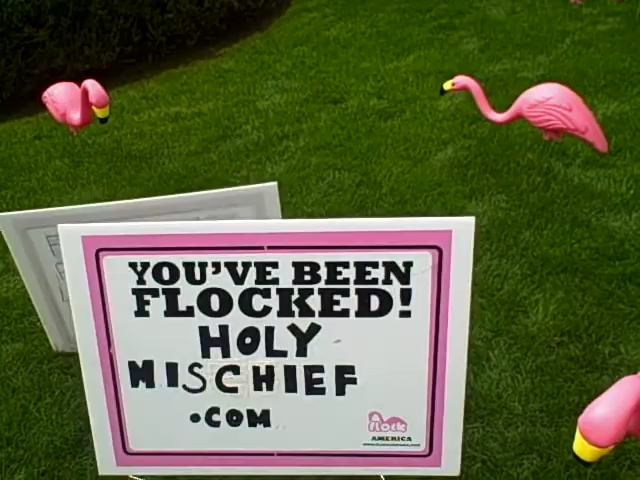 YOU'VE BEEN
FLOCKED!
HOLY
MISCHIEF
.COM
A
flock
AMERICA